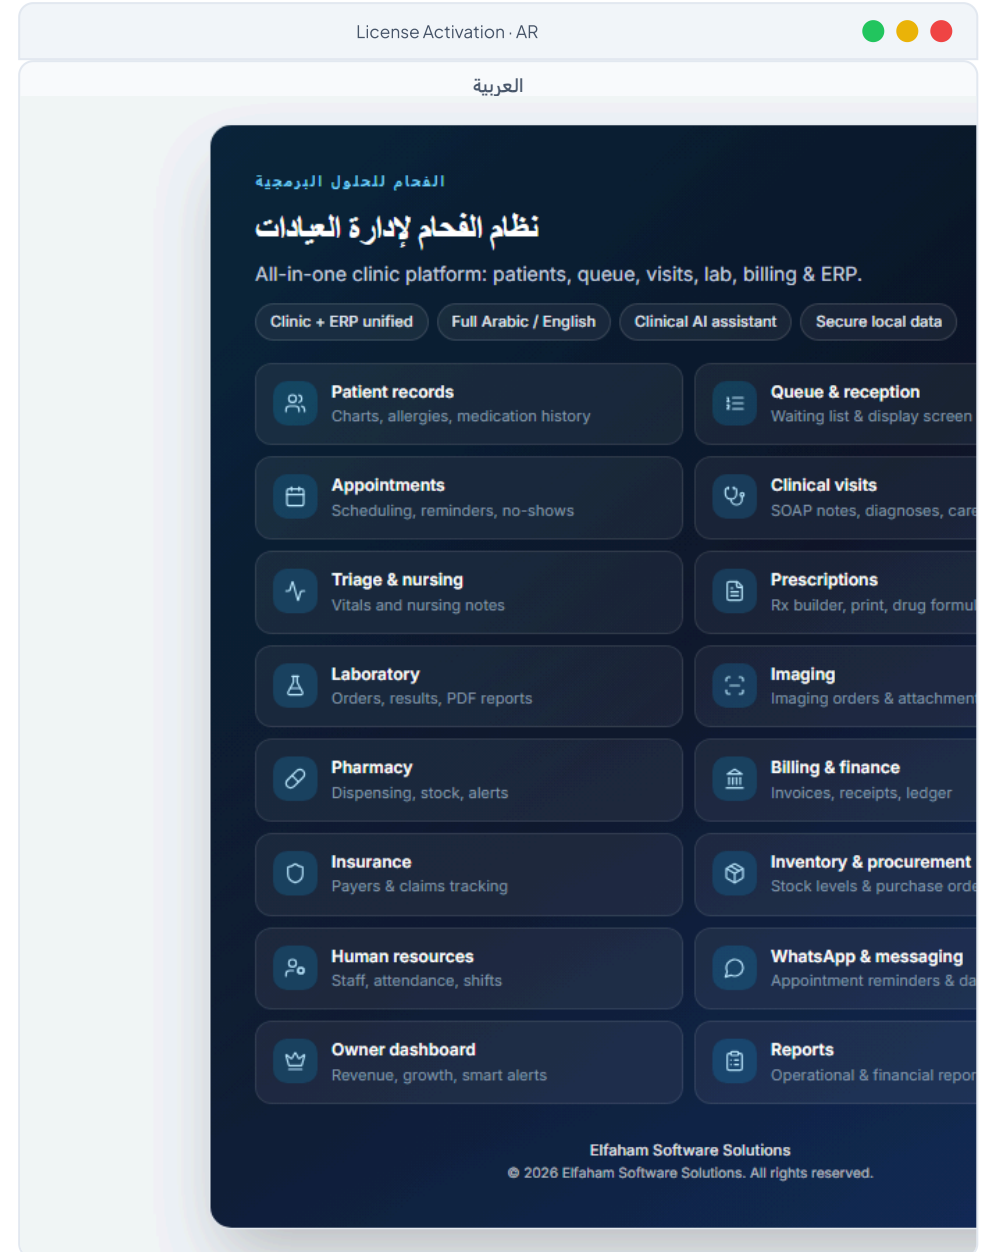 License Activation · AR
العربية
الفحام للحلول البرمجية
نظام الفحام لإدارة العيادات
All-in-one clinic platform: patients, queue, visits, lab, billing & ERP.
Clinic + ERP unified
Full Arabic / English
Clinical AI assistant
Secure local data
Patient records
Charts, allergies, medication history
Queue & reception
Waiting list & display screen
Appointments
Scheduling, reminders, no-shows
Clinical visits
SOAP notes, diagnoses, care
Triage & nursing
Vitals and nursing notes
Prescriptions
Rx builder, print, drug formul
Laboratory
Orders, results, PDF reports
Imaging
Imaging orders & attachment
Pharmacy
Dispensing, stock, alerts
Billing & finance
Invoices, receipts, ledger
Insurance
Payers & claims tracking
Inventory & procurement
Stock levels & purchase orde
Human resources
Staff, attendance, shifts
WhatsApp & messaging
Appointment reminders & da
Owner dashboard
Revenue, growth, smart alerts
Reports
Operational & financial repor
Elfaham Software Solutions
© 2026 Elfaham Software Solutions. All rights reserved.